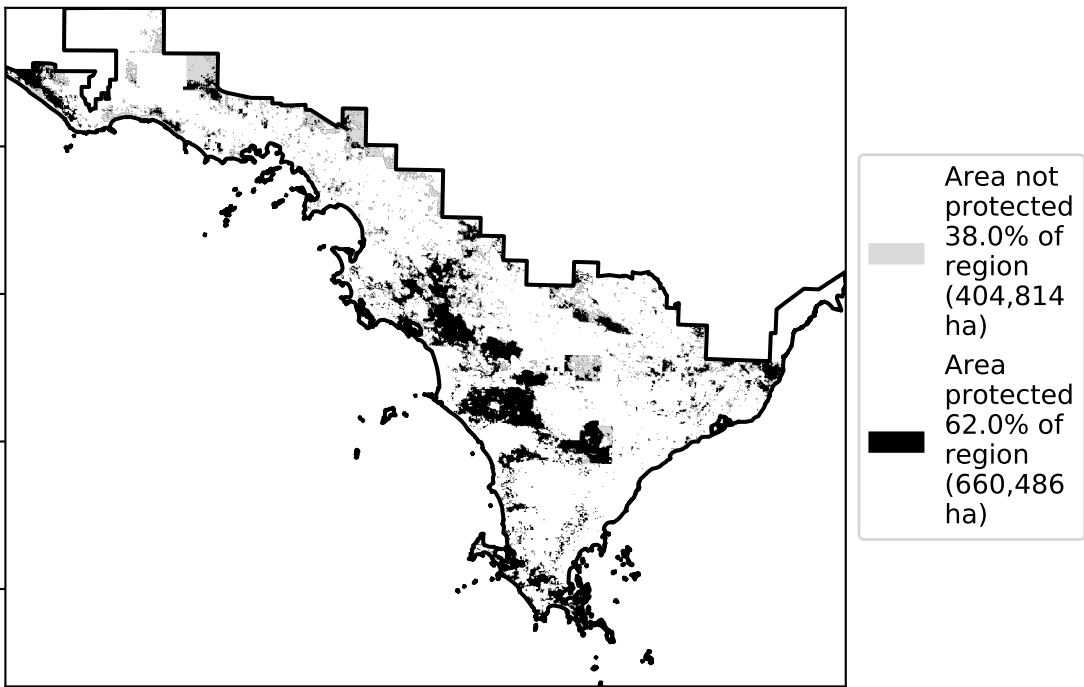 Area not
protected
38.0% of
region
(404,814
ha)
Area
protected
62.0% of
region
(660,486
ha)